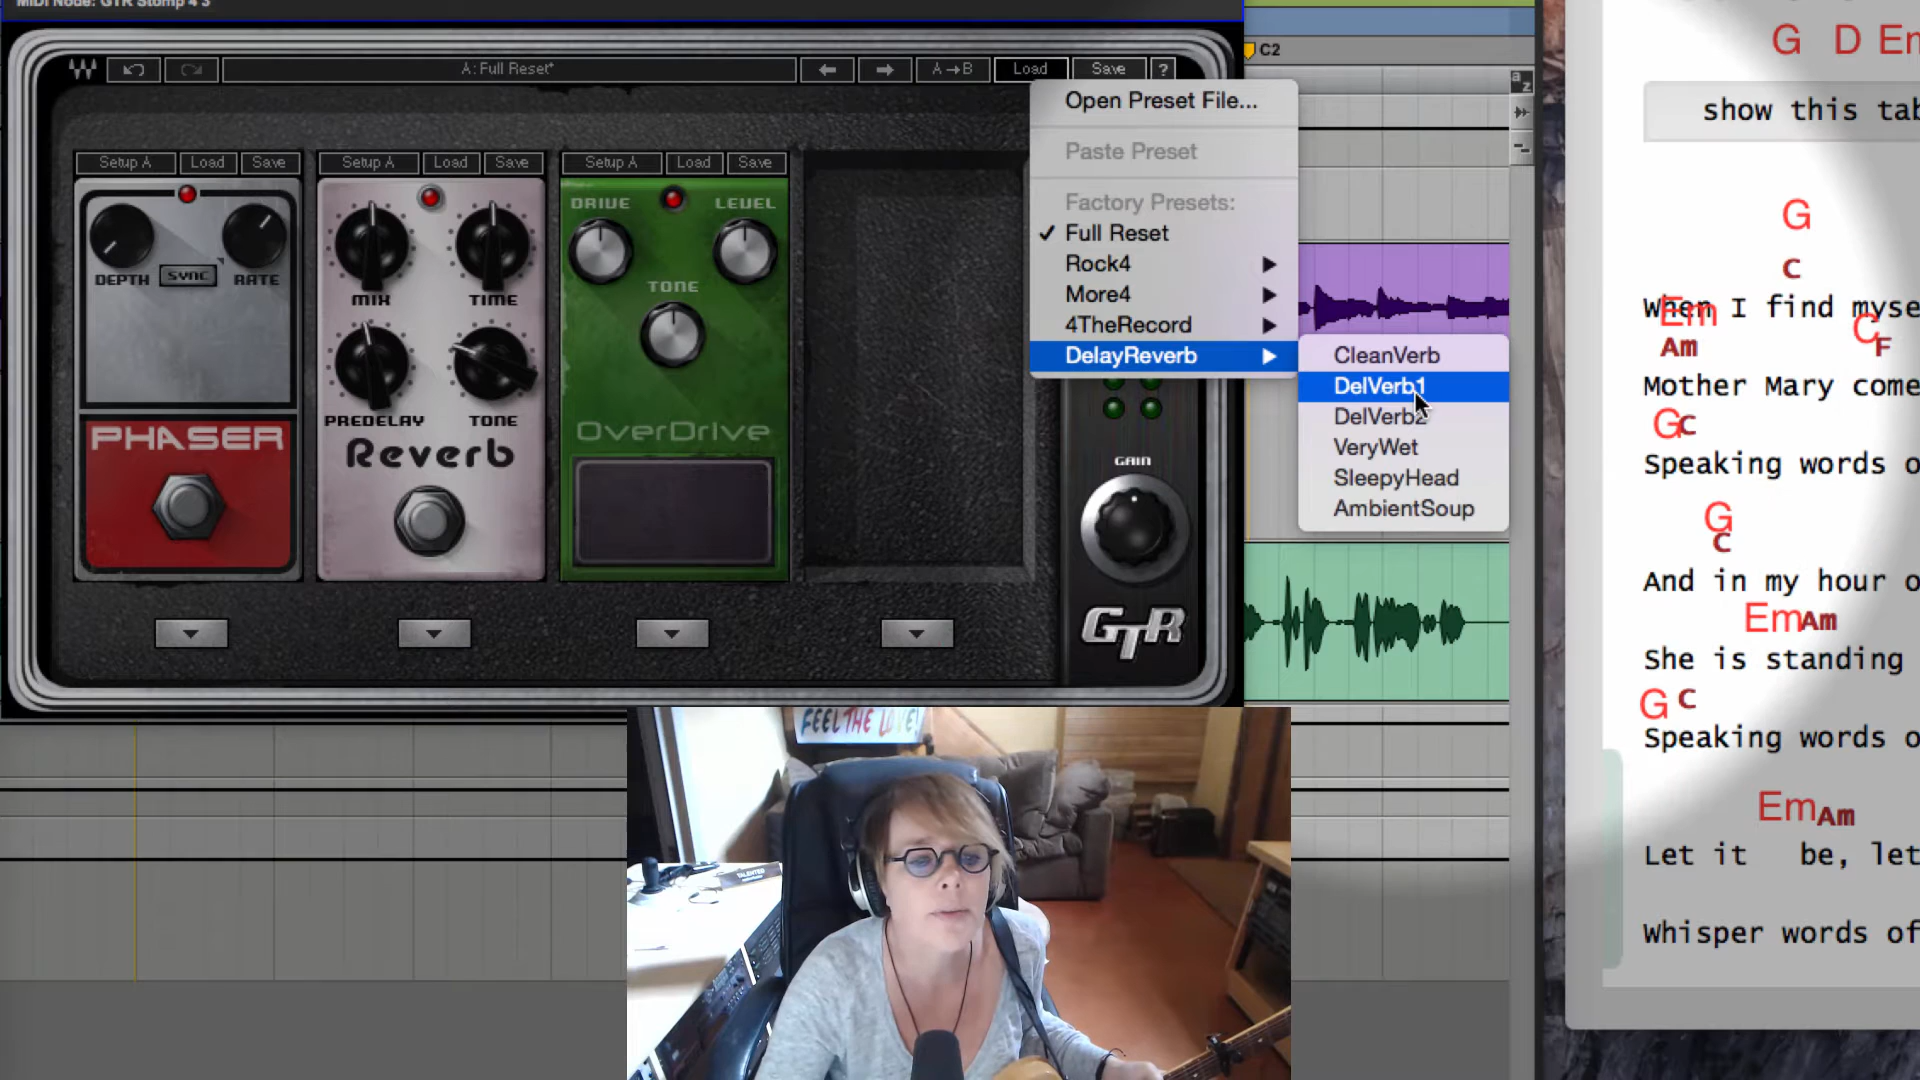 MIDI Node: GTR Stomp 4 3
A:Full Reset*
A→B
Load
Save
?
Setup A
Load
Save
Setup A
Load
Save
Setup A
Load
Save
DEPTH
SYNC
RATE
PHASER
MIX
TIME
PREDELAY
TONE
Reverb
DRIVE
LEVEL
TONE
OverDrive
GAIN
GTR
Open Preset File...
Paste Preset
Factory Presets:
✓ Full Reset
Rock4
More4
4TheRecord
DelayReverb
CleanVerb
DelVerb1
DelVerb2
VeryWet
SleepyHead
AmbientSoup
C2
a
z
FEEL THE LOVE!
TALENTED
G D Em
show this tab
G
C
When I find myse
Em C
Am F
Mother Mary come
G C
Speaking words o
G
C
And in my hour o
Em Am
She is standing
G C
Speaking words o
Em Am
Let it be, let
Whisper words of